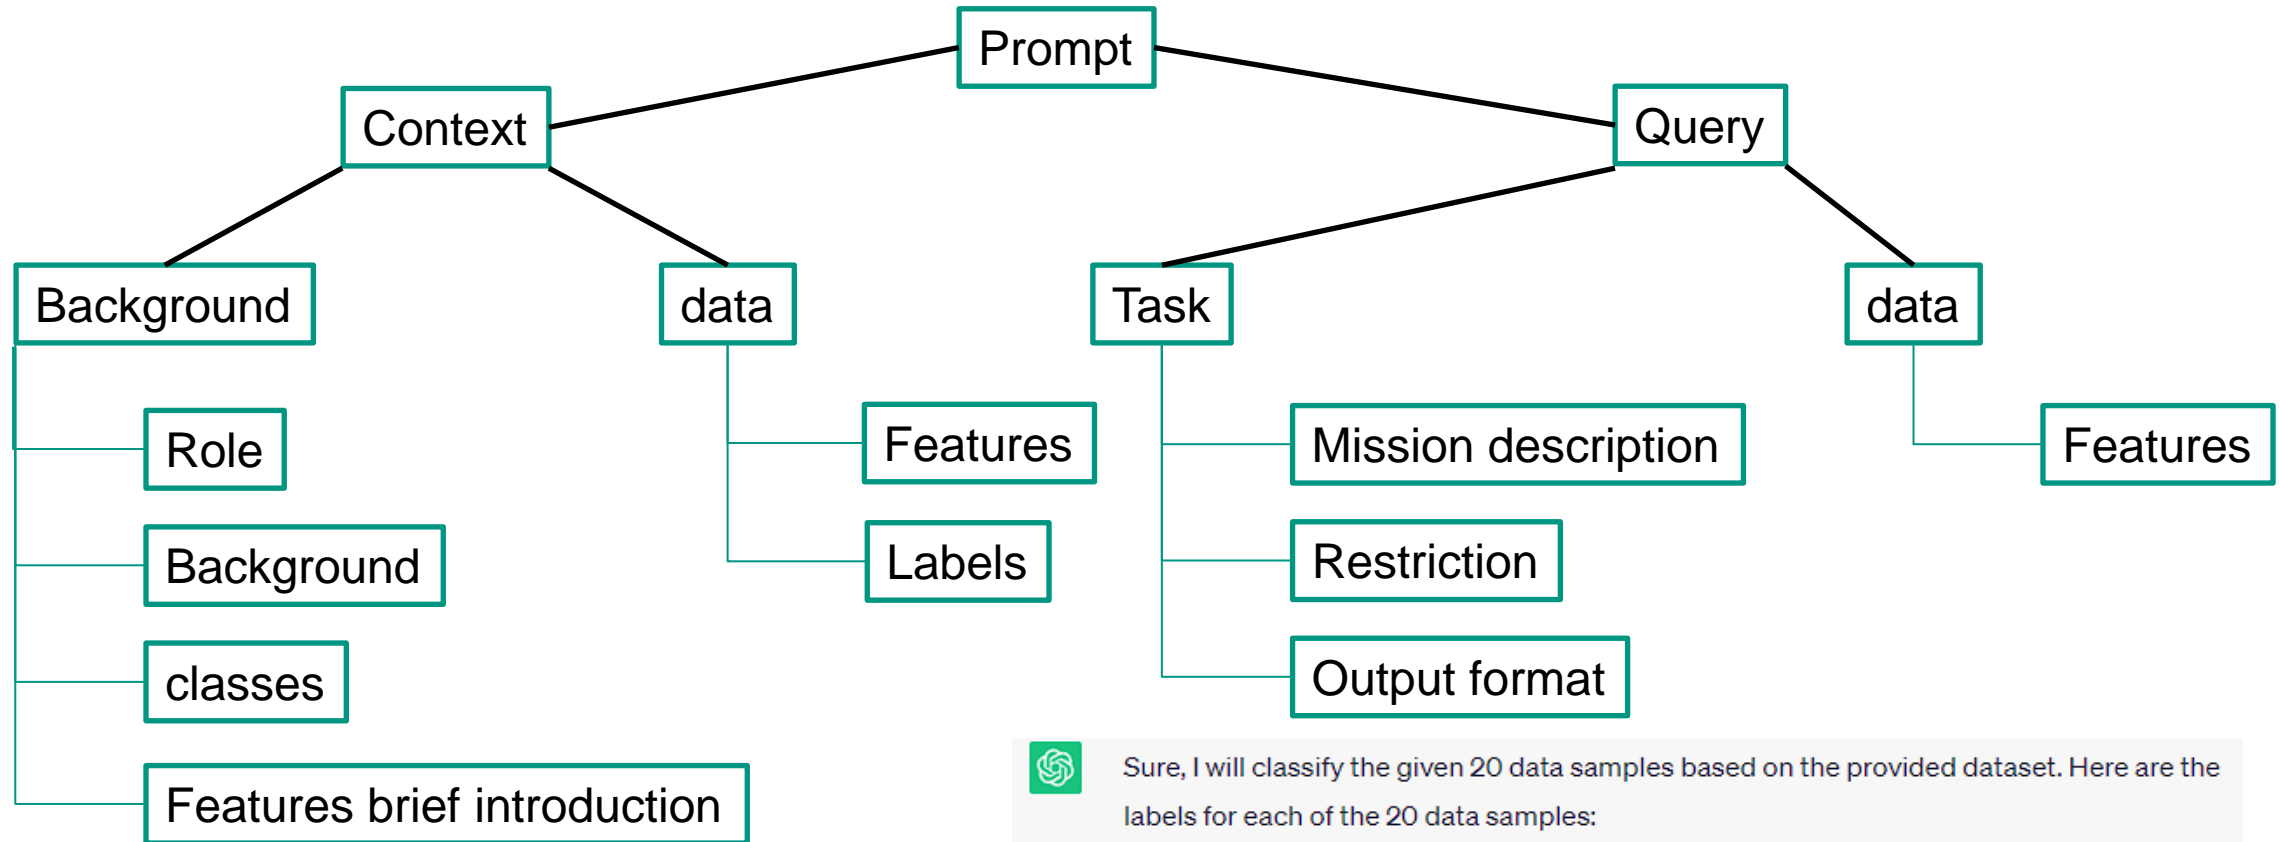 Prompt
Context
Query
Background
data
Task
data
Role
Features
Mission description
Features
Background
Labels
Restriction
classes
Output format
Features brief introduction
Sure, I will classify the given 20 data samples based on the provided dataset. Here are the
labels for each of the 20 data samples: